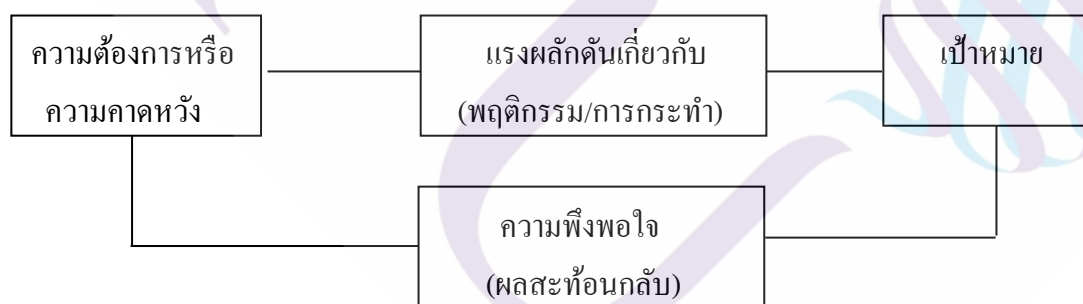 ความต้องการหรือ
ความคาดหวัง
แรงผลักดันเกี่ยวกับ
(พฤติกรรม/การกระทำ)
เป้าหมาย
ความพึงพอใจ
(ผลสะท้อนกลับ)